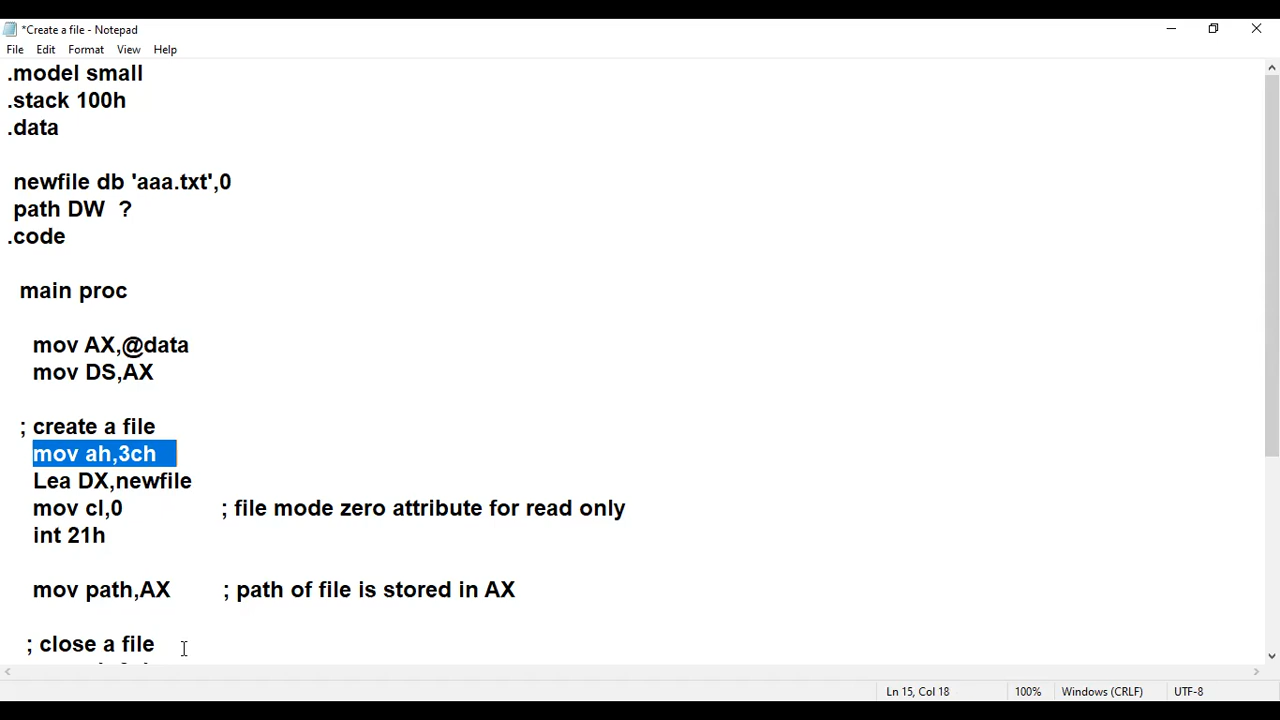 *Create a file - Notepad
File Edit Format View Help
.model small
.stack 100h
.data
newfile db 'aaa.txt',0
path DW ?
.code
main proc
mov AX,@data
mov DS,AX
; create a file
mov ah,3ch
Lea DX,newfile
mov cl,0 ; file mode zero attribute for read only
int 21h
mov path,AX ; path of file is stored in AX
; close a file
Ln 15, Col 18 100% Windows (CRLF) UTF-8